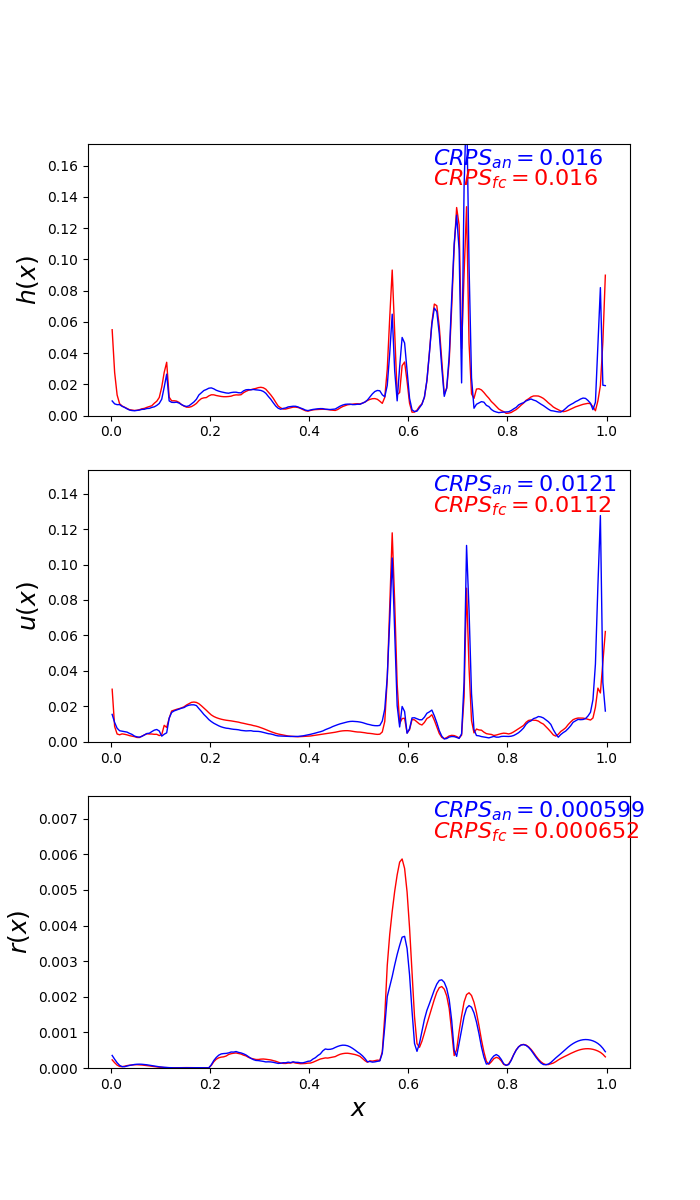 CRPS_an = 0.016
CRPS_fc = 0.016
h(x)
0.16
0.14
0.12
0.10
0.08
0.06
0.04
0.02
0.00
0.0 0.2 0.4 0.6 0.8 1.0
CRPS_an = 0.0121
CRPS_fc = 0.0112
u(x)
0.14
0.12
0.10
0.08
0.06
0.04
0.02
0.00
0.0 0.2 0.4 0.6 0.8 1.0
CRPS_an = 0.000599
CRPS_fc = 0.000652
r(x)
0.007
0.006
0.005
0.004
0.003
0.002
0.001
0.000
0.0 0.2 0.4 0.6 0.8 1.0
x